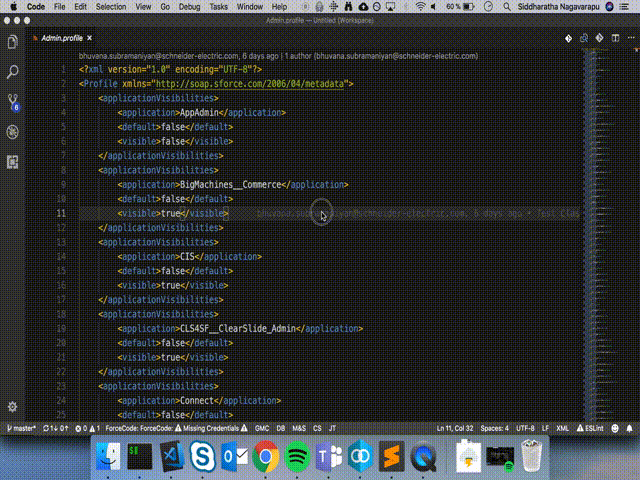 Code File Edit Selection View Go Debug Terminal Window Help 60 % Siddharatha Nagavarapu
Admin.profile — Untitled (Workspace)
Admin.profile ×
bhuvana.subramaniyan@schneider-electric.com, 6 days ago | 1 author (bhuvana.subramaniyan@schneider-electric.com)
1 <?xml version="1.0" encoding="UTF-8"?>
2 <Profile xmlns="http://soap.sforce.com/2006/04/metadata">
3 <applicationVisibilities>
4 <application>AppAdmin</application>
5 <default>false</default>
6 <visible>false</visible>
7 </applicationVisibilities>
8 <applicationVisibilities>
9 <application>BigMachines__Commerce</application>
10 <default>false</default>
11 <visible>true</visible> bhuvana.subramaniyan@schneider-electric.com, 6 days ago • Test Clas
12 </applicationVisibilities>
13 <applicationVisibilities>
14 <application>CIS</application>
15 <default>false</default>
16 <visible>true</visible>
17 </applicationVisibilities>
18 <applicationVisibilities>
19 <application>CLS4SF__ClearSlide_Admin</application>
20 <default>false</default>
21 <visible>true</visible>
22 </applicationVisibilities>
23 <applicationVisibilities>
24 <application>Connect</application>
25 <default>false</default>
6
master* 1↓ 0↑ 0 1 ForceCode: ForceCode: Missing Credentials GMC DB M&S CS JT Ln 11, Col 32 Spaces: 4 UTF-8 LF XML ESLint